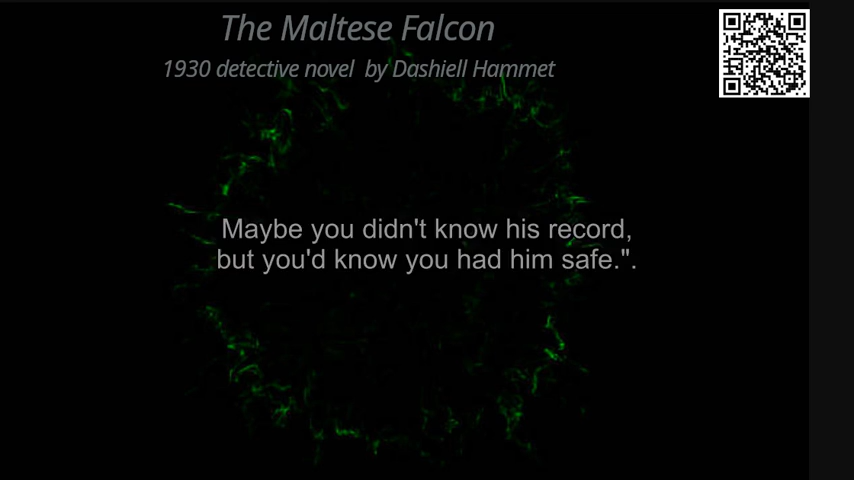 The Maltese Falcon
1930 detective novel by Dashiell Hammet
Maybe you didn't know his record,
but you'd know you had him safe.".